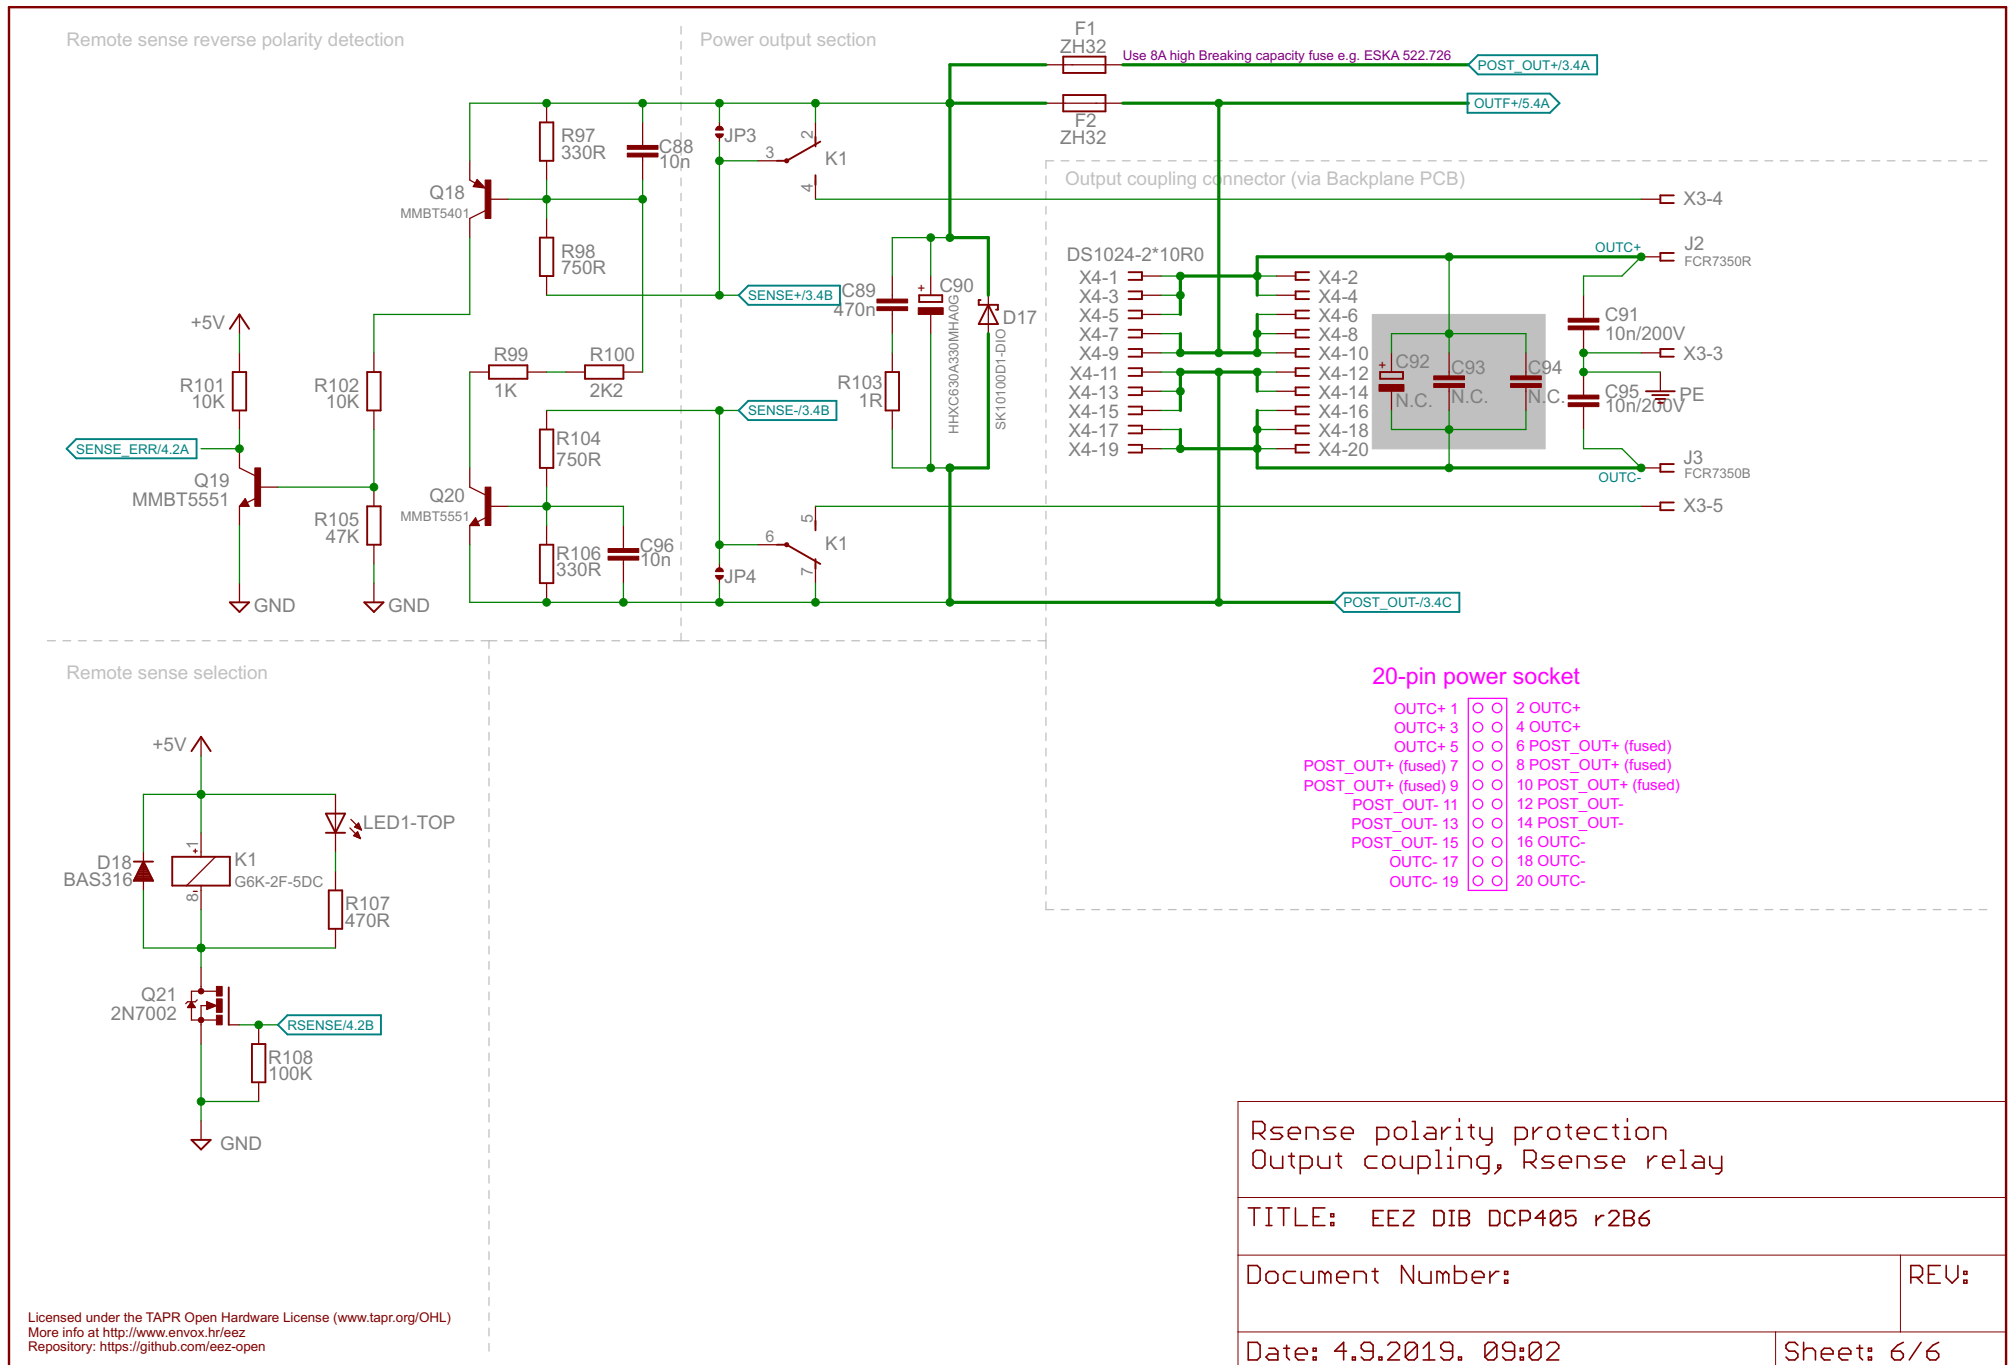 Remote sense reverse polarity detection
Power output section
F1
ZH32
Use 8A high Breaking capacity fuse e.g. ESKA 522.726
POST_OUT+/3.4A
OUTF+/5.4A
F2
ZH32
R97
330R
C88
10n
JP3
2
3
K1
4
Q18
MMBT5401
Output coupling connector (via Backplane PCB)
X3-4
R98
750R
SENSE+/3.4B
C89
470n
+
C90
HHXC630A330MHA0G
D17
SK10100D1-DIO
DS1024-2*10R0
X4-1
X4-3
X4-5
X4-7
X4-9
X4-11
X4-13
X4-15
X4-17
X4-19
X4-2
X4-4
X4-6
X4-8
X4-10
X4-12
X4-14
X4-16
X4-18
X4-20
OUTC+
J2
FCR7350R
C91
10n/200V
X3-3
+
C92
N.C.
C93
N.C.
C94
N.C.
C95
10n/200V
PE
J3
FCR7350B
OUTC-
+5V
R101
10K
R102
10K
R99
1K
R100
2K2
R103
1R
SENSE-/3.4B
SENSE_ERR/4.2A
Q19
MMBT5551
R104
750R
Q20
MMBT5551
R105
47K
R106
330R
C96
10n
5
6
K1
7
JP4
X3-5
GND
GND
POST_OUT-/3.4C
Remote sense selection
+5V
LED1-TOP
D18
BAS316
1
+
K1
G6K-2F-5DC
8
-
R107
470R
Q21
2N7002
RSENSE/4.2B
R108
100K
GND
20-pin power socket
OUTC+ 1 2 OUTC+
OUTC+ 3 4 OUTC+
OUTC+ 5 6 POST_OUT+ (fused)
POST_OUT+ (fused) 7 8 POST_OUT+ (fused)
POST_OUT+ (fused) 9 10 POST_OUT+ (fused)
POST_OUT- 11 12 POST_OUT-
POST_OUT- 13 14 POST_OUT-
POST_OUT- 15 16 OUTC-
OUTC- 17 18 OUTC-
OUTC- 19 20 OUTC-
Rsense polarity protection
Output coupling, Rsense relay
TITLE: EEZ DIB DCP405 r2B6
Document Number:
REV:
Date: 4.9.2019. 09:02
Sheet: 6/6
Licensed under the TAPR Open Hardware License (www.tapr.org/OHL)
More info at http://www.envox.hr/eez
Repository: https://github.com/eez-open